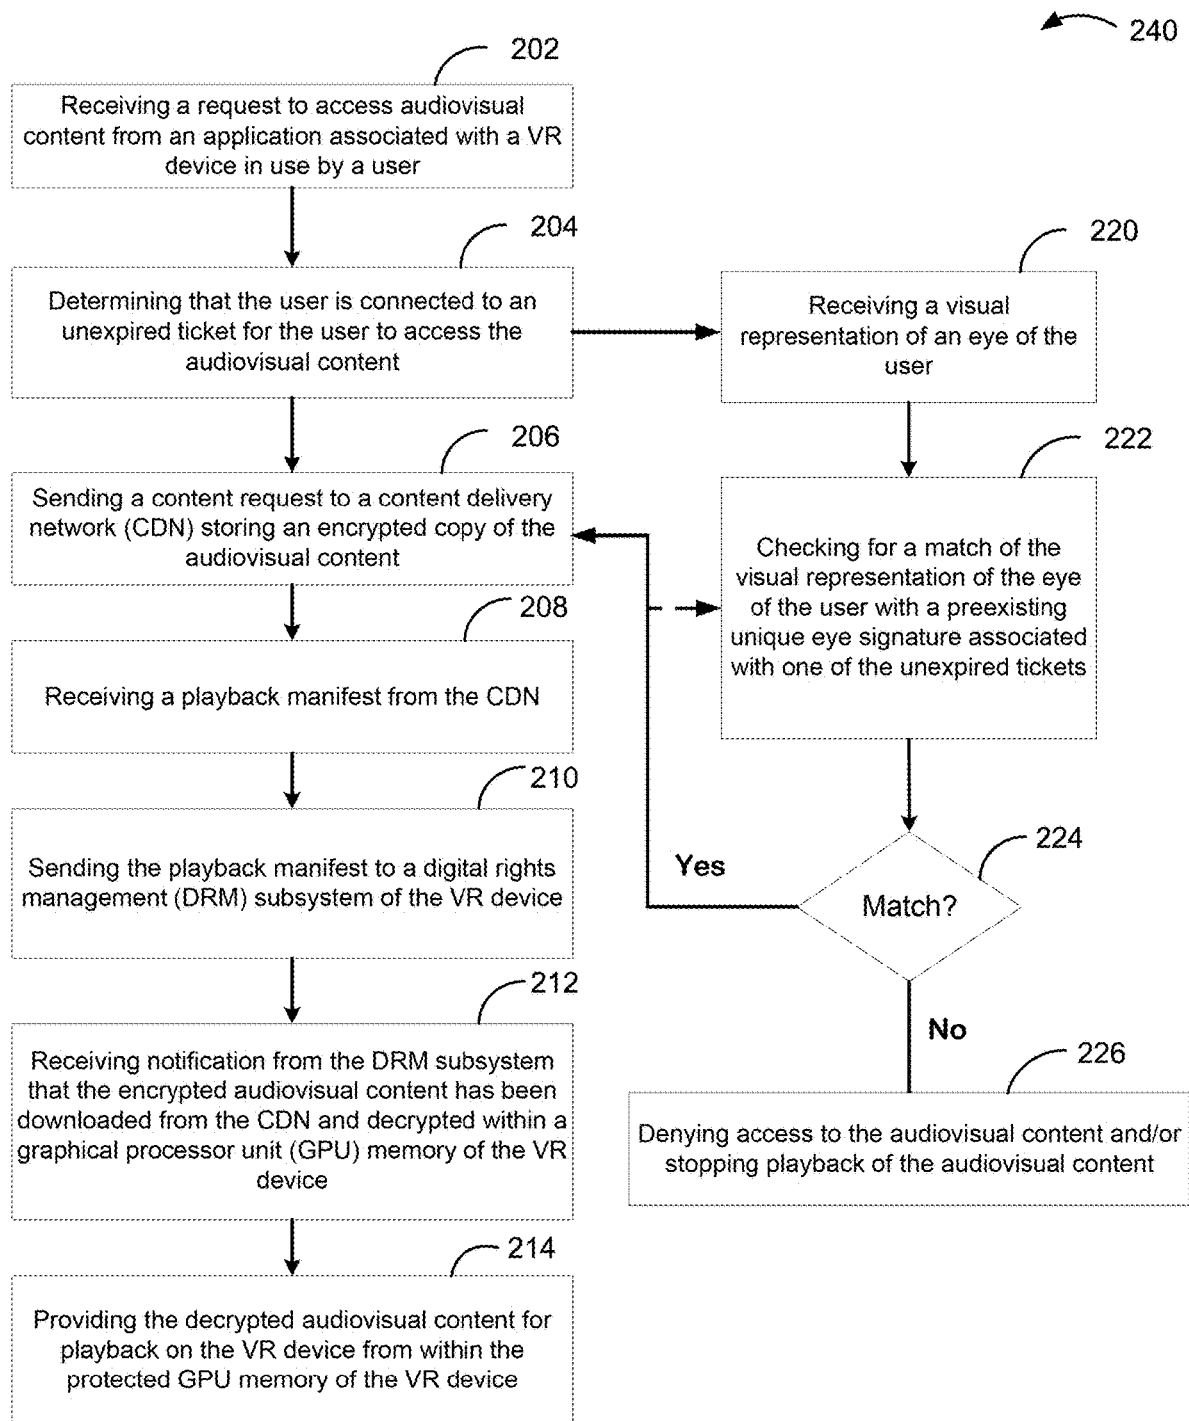 240
202
Receiving a request to access audiovisual
content from an application associated with a VR
device in use by a user
204
Determining that the user is connected to an
unexpired ticket for the user to access the
audiovisual content
206
Sending a content request to a content delivery
network (CDN) storing an encrypted copy of the
audiovisual content
208
Receiving a playback manifest from the CDN
210
Sending the playback manifest to a digital rights
management (DRM) subsystem of the VR device
212
Receiving notification from the DRM subsystem
that the encrypted audiovisual content has been
downloaded from the CDN and decrypted within a
graphical processor unit (GPU) memory of the VR
device
214
Providing the decrypted audiovisual content for
playback on the VR device from within the
protected GPU memory of the VR device
220
Receiving a visual
representation of an eye of the
user
222
Checking for a match of the
visual representation of the eye
of the user with a preexisting
unique eye signature associated
with one of the unexpired tickets
224
Match?
Yes
No
226
Denying access to the audiovisual content and/or
stopping playback of the audiovisual content